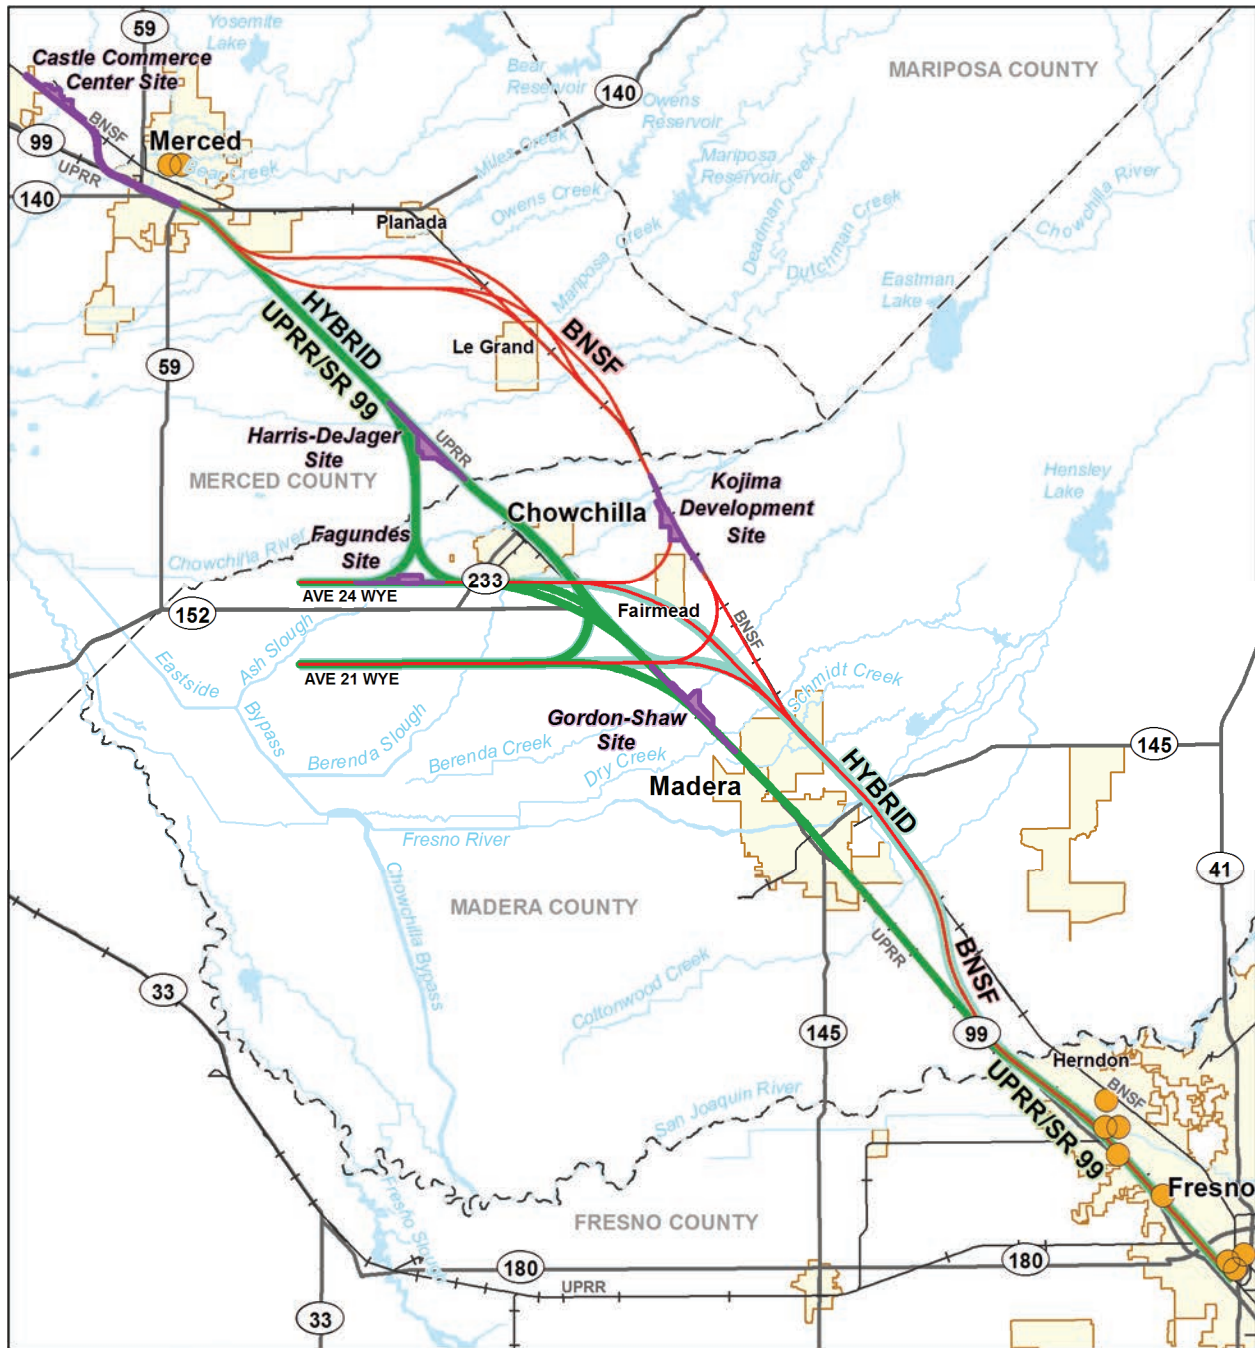 59
Yosemite
Lake
Castle Commerce
Center Site
Bear
Reservoir
MARIPOSA COUNTY
140
Owens
Reservoir
BNSF
99
Merced
UPRR
Bear Creek
Miles Creek
Mariposa
Reservoir
Deadman Creek
Chowchilla River
140
Owens Creek
Planada
Mariposa Creek
Dutchman Creek
Eastman
Lake
HYBRID
UPRR/SR 99
BNSF
Le Grand
59
Harris-DeJager
Site
UPRR
MERCED COUNTY
Kojima
Development
Site
Hensley
Lake
Chowchilla
Fagundes
Site
Chowchilla River
233
AVE 24 WYE
152
Fairmead
BNSF
Ash Slough
Eastside
Bypass
AVE 21 WYE
Schmidt Creek
Gordon-Shaw
Site
Berenda Slough
Berenda Creek
Dry Creek
145
HYBRID
Madera
Fresno River
41
Chowchilla Bypass
MADERA COUNTY
UPRR
BNSF
Cottonwood Creek
33
145
99
Herndon
BNSF
San Joaquin River
UPRR/SR 99
Fresno
Fresno Slough
FRESNO COUNTY
180
180
UPRR
33